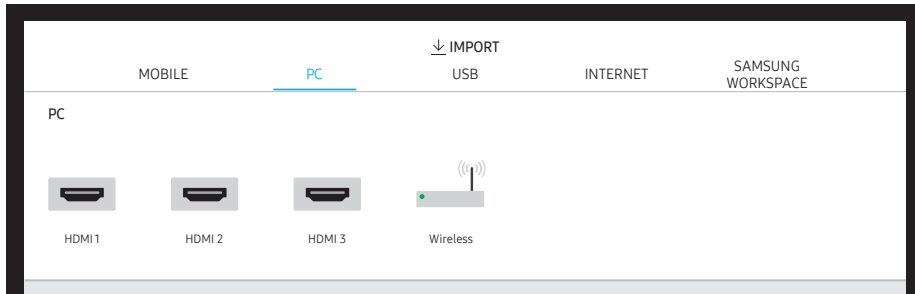 IMPORT
MOBILE PC USB INTERNET SAMSUNG
WORKSPACE
PC
HDMI 1 HDMI 2 HDMI 3 Wireless